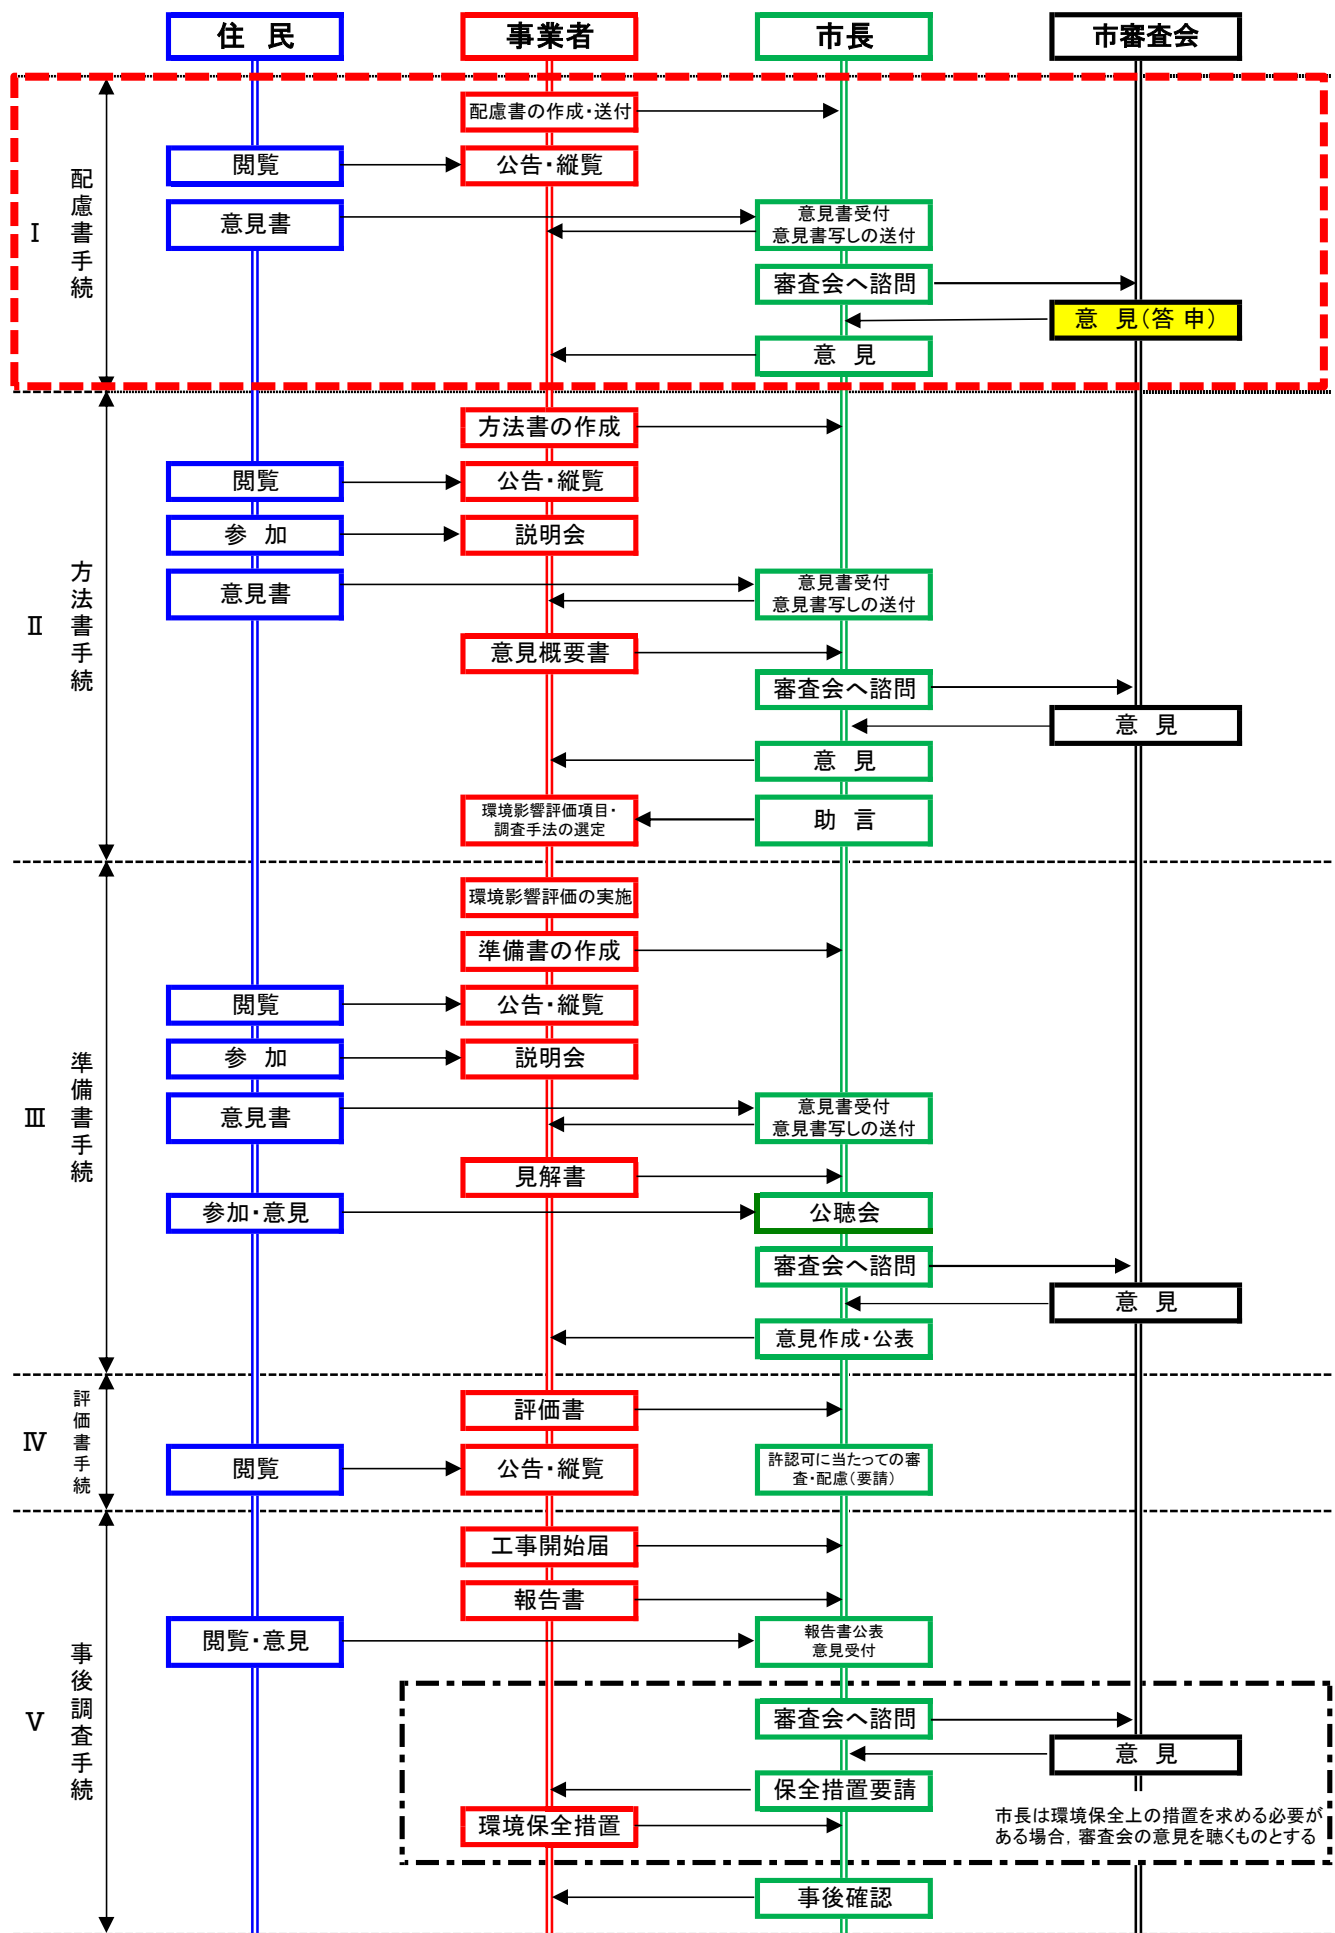 住 民
事業者
市長
市審査会
Ⅰ
配慮書手続
配慮書の作成・送付
閲覧
公告・縦覧
意見書
意見書受付
意見書写しの送付
審査会へ諮問
意 見(答 申)
意 見
Ⅱ
方法書手続
方法書の作成
閲覧
公告・縦覧
参 加
説明会
意見書
意見書受付
意見書写しの送付
意見概要書
審査会へ諮問
意 見
意 見
環境影響評価項目・
調査手法の選定
助 言
Ⅲ
準備書手続
環境影響評価の実施
準備書の作成
閲覧
公告・縦覧
参 加
説明会
意見書
意見書受付
意見書写しの送付
見解書
参加・意見
公聴会
審査会へ諮問
意 見
意見作成・公表
Ⅳ
評価書手続
評価書
閲覧
公告・縦覧
許認可に当たっての審
査・配慮(要請)
Ⅴ
事後調査手続
工事開始届
報告書
閲覧・意見
報告書公表
意見受付
審査会へ諮問
意 見
保全措置要請
環境保全措置
市長は環境保全上の措置を求める必要が
ある場合，審査会の意見を聴くものとする
事後確認